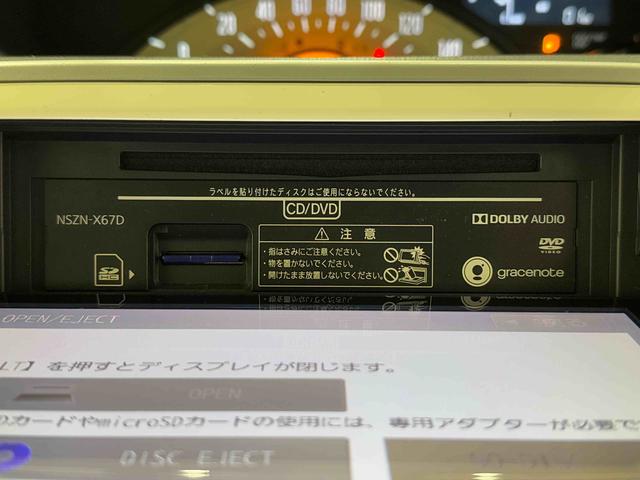 0 20 80 100 120 140
ラベルを貼り付けたディスクはご使用にならないでください。
CD/DVD
NSZN-X67D
DOLBY AUDIO
注 意
・指はさみにご注意ください。
・物を置かないでください。
・開けたまま放置しないでください。
SD HC
DVD VIDEO
gracenote
OPEN/EJECT
を押すとディスプレイが閉じます。
OPEN
カードやmicroSDカードの使用には、専用アダプターが必要で
DISC EJECT